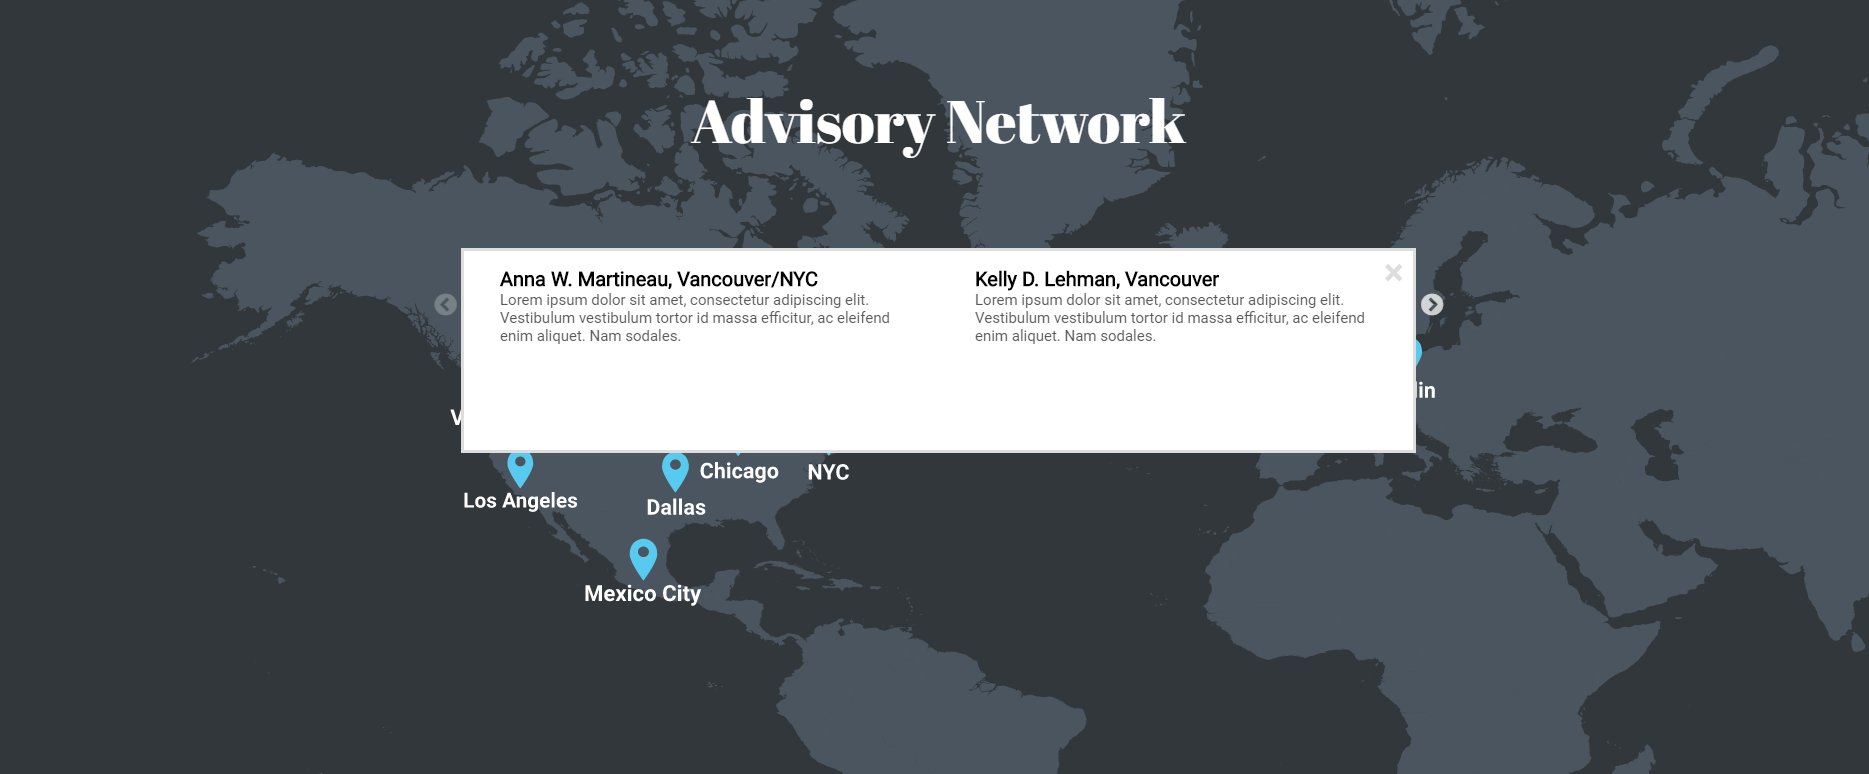 Advisory Network
Anna W. Martineau, Vancouver/NYC
Lorem ipsum dolor sit amet, consectetur adipiscing elit.
Vestibulum vestibulum tortor id massa efficitur, ac eleifend
enim aliquet. Nam sodales.
Kelly D. Lehman, Vancouver
Lorem ipsum dolor sit amet, consectetur adipiscing elit.
Vestibulum vestibulum tortor id massa efficitur, ac eleifend
enim aliquet. Nam sodales.
Chicago
NYC
Los Angeles
Dallas
Mexico City